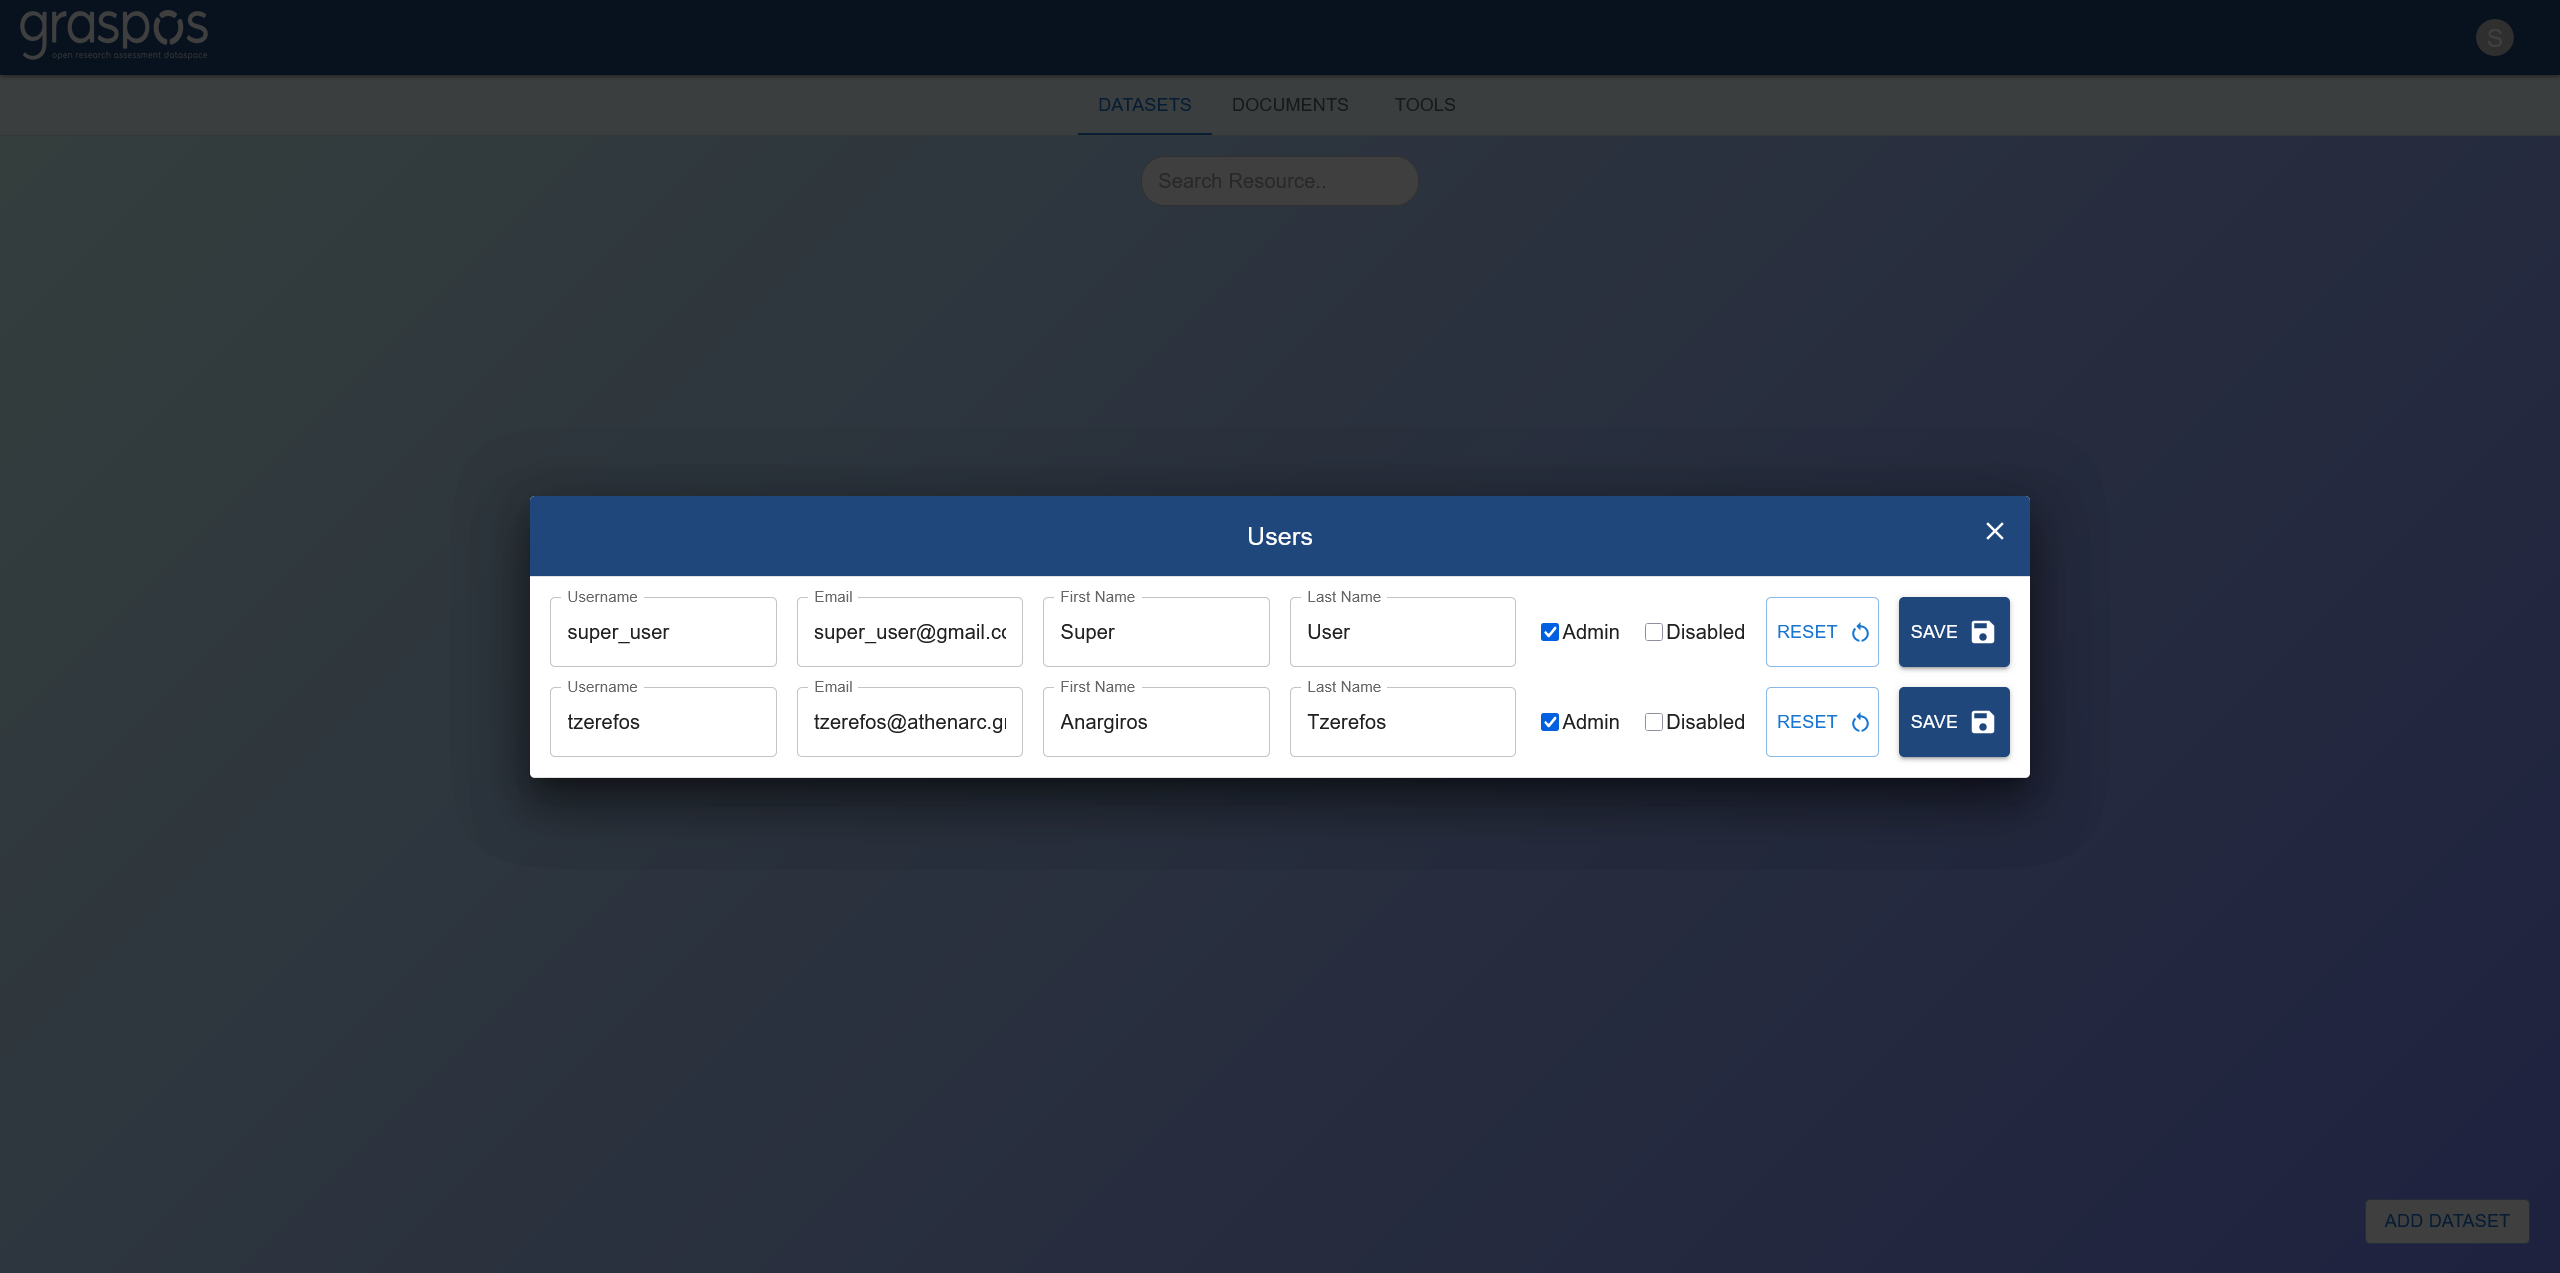 graspos
open research assessment dataspace
S
DATASETS DOCUMENTS TOOLS
Search Resource..
Users
Username Email First Name Last Name
super_user super_user@gmail.co Super User Admin Disabled RESET SAVE
Username Email First Name Last Name
tzerefos tzerefos@athenarc.gr Anargiros Tzerefos Admin Disabled RESET SAVE
ADD DATASET